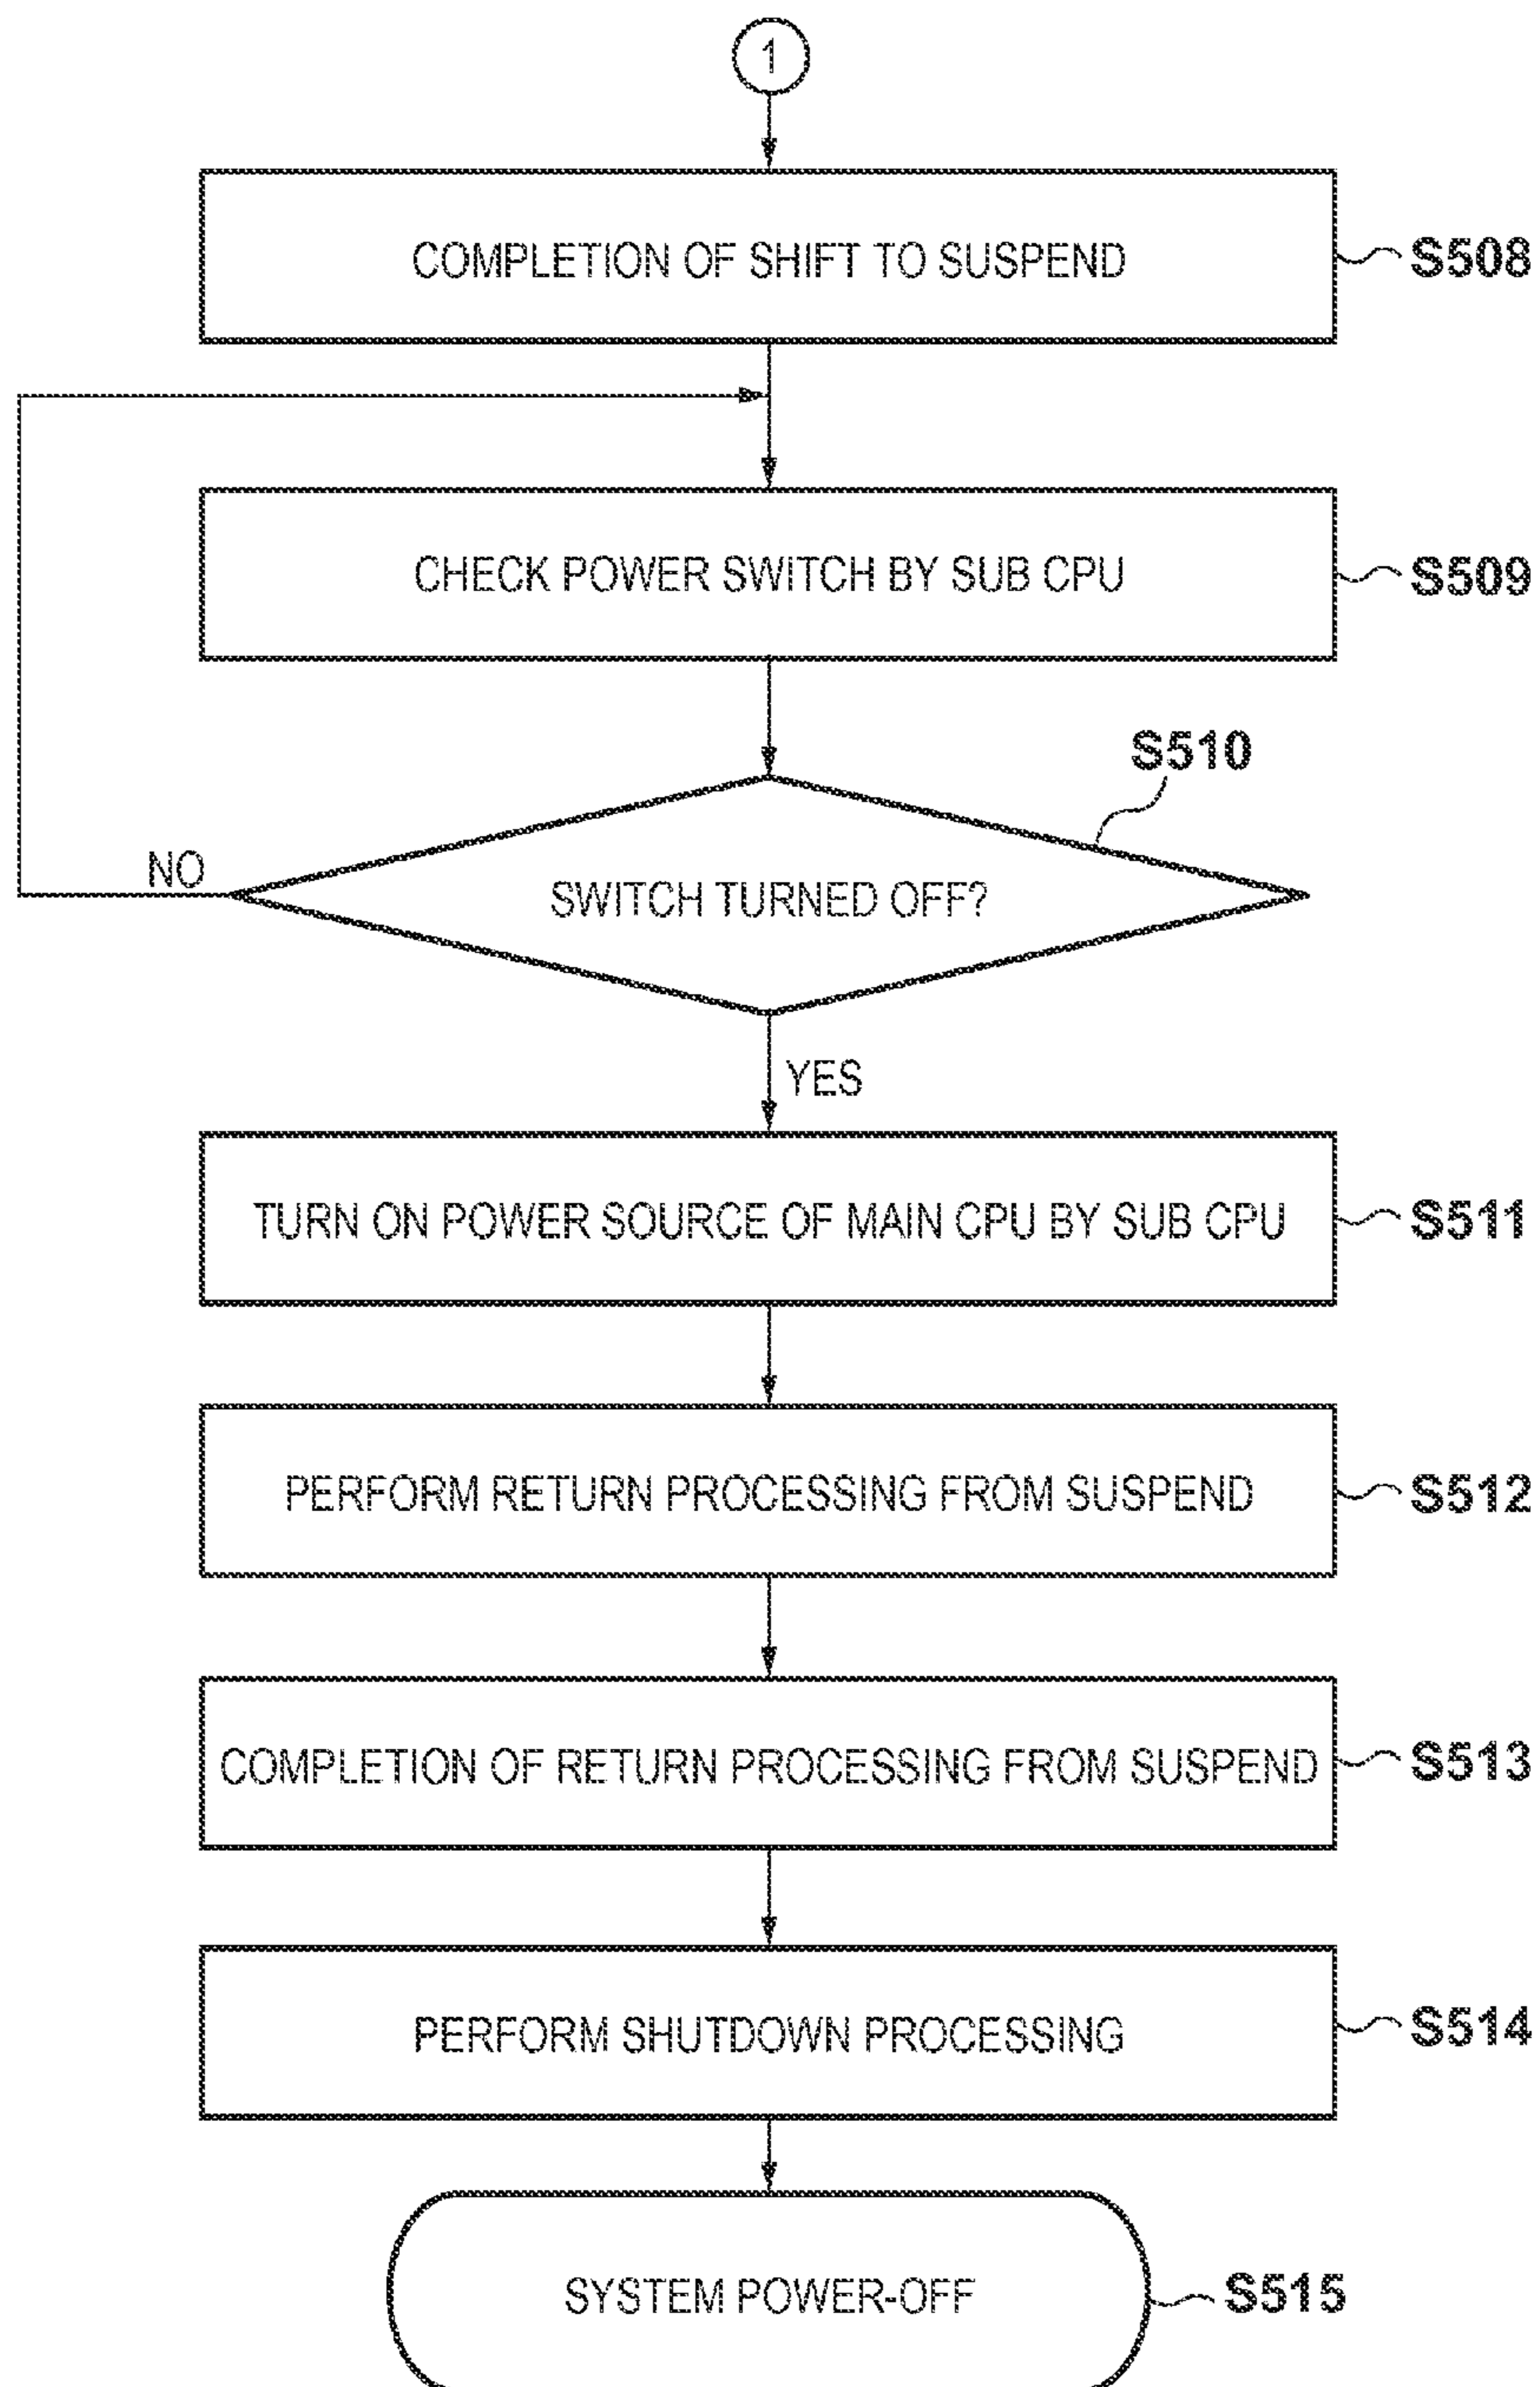 1
COMPLETION OF SHIFT TO SUSPEND
S508
CHECK POWER SWITCH BY SUB CPU
S509
S510
NO
SWITCH TURNED OFF?
YES
TURN ON POWER SOURCE OF MAIN CPU BY SUB CPU
S511
PERFORM RETURN PROCESSING FROM SUSPEND
S512
COMPLETION OF RETURN PROCESSING FROM SUSPEND
S513
PERFORM SHUTDOWN PROCESSING
S514
SYSTEM POWER-OFF
S515